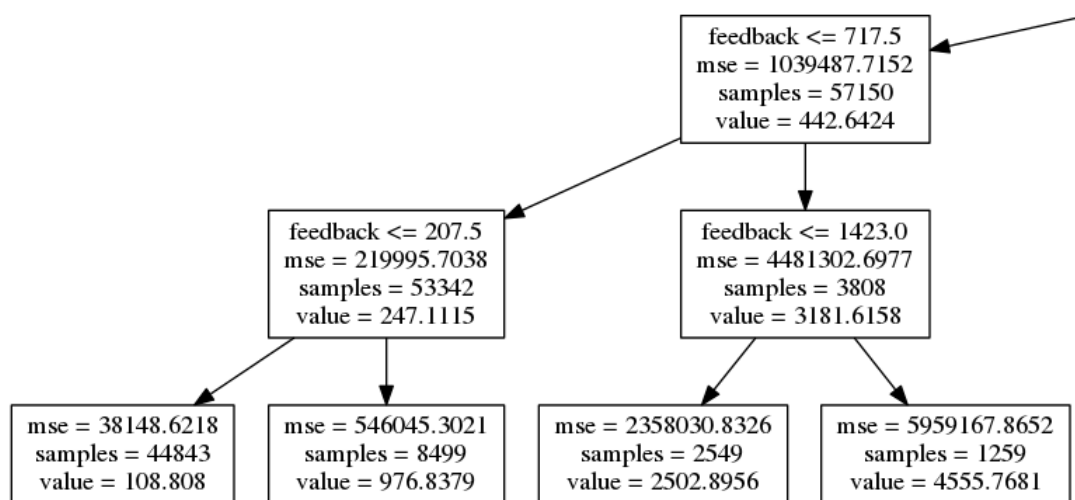 feedback <= 717.5
mse = 1039487.7152
samples = 57150
value = 442.6424
feedback <= 207.5
mse = 219995.7038
samples = 53342
value = 247.1115
feedback <= 1423.0
mse = 4481302.6977
samples = 3808
value = 3181.6158
mse = 38148.6218
samples = 44843
value = 108.808
mse = 546045.3021
samples = 8499
value = 976.8379
mse = 2358030.8326
samples = 2549
value = 2502.8956
mse = 5959167.8652
samples = 1259
value = 4555.7681